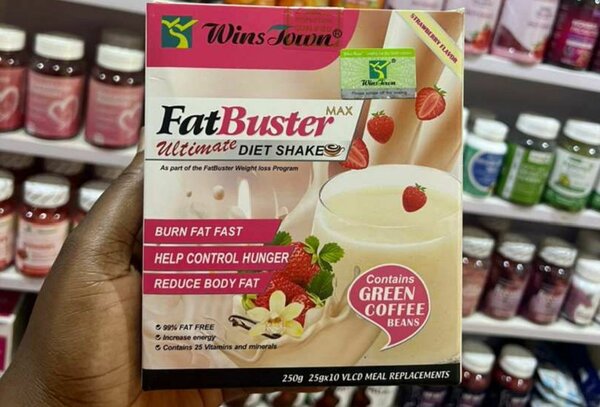 Wins Town®
STRAWBERRY FLAVOR
Wins Town
FatBuster MAX
Ultimate DIET SHAKE
As part of the FatBuster Weight loss Program
BURN FAT FAST
HELP CONTROL HUNGER
REDUCE BODY FAT
Contains
GREEN
COFFEE
BEANS
99% FAT FREE
Increase energy
Contains 25 Vitamins and minerals
250g 25gx10 VLCD MEAL REPLACEMENTS